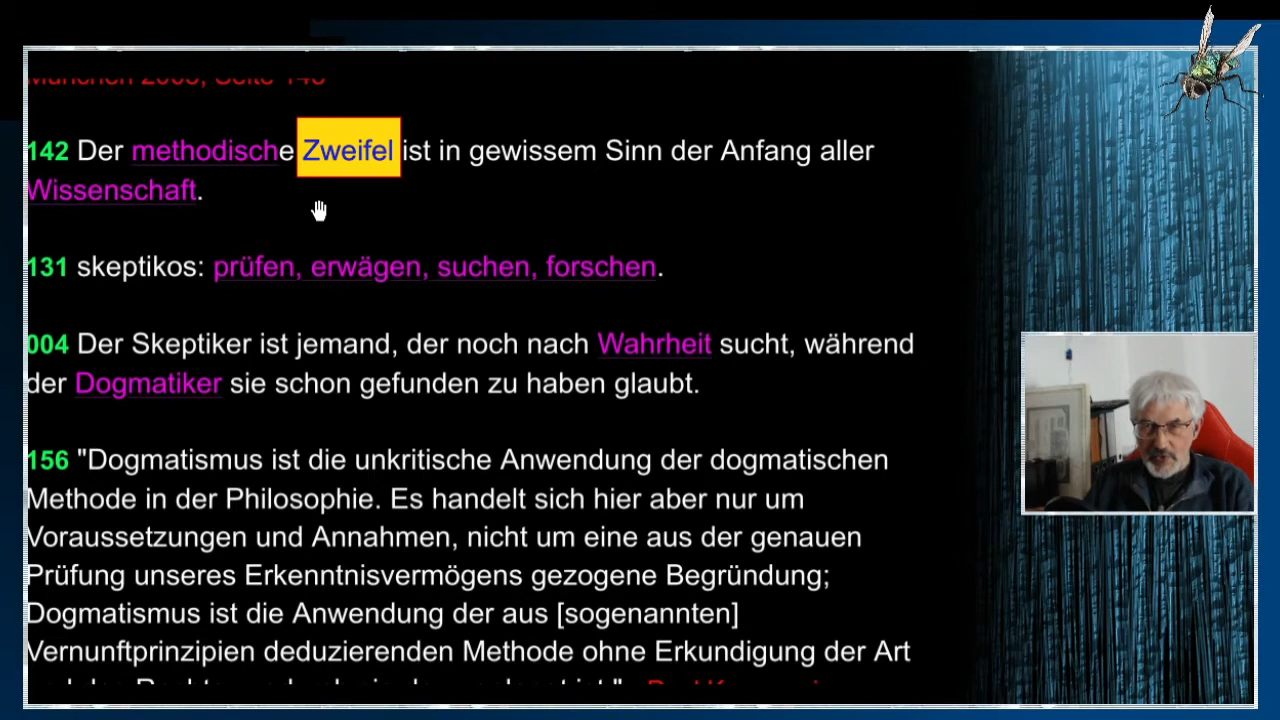 München 2003, Seite 146
142 Der methodische Zweifel ist in gewissem Sinn der Anfang aller
Wissenschaft.
131 skeptikos: prüfen, erwägen, suchen, forschen.
004 Der Skeptiker ist jemand, der noch nach Wahrheit sucht, während
der Dogmatiker sie schon gefunden zu haben glaubt.
156 "Dogmatismus ist die unkritische Anwendung der dogmatischen
Methode in der Philosophie. Es handelt sich hier aber nur um
Voraussetzungen und Annahmen, nicht um eine aus der genauen
Prüfung unseres Erkenntnisvermögens gezogene Begründung;
Dogmatismus ist die Anwendung der aus [sogenannten]
Vernunftprinzipien deduzierenden Methode ohne Erkundigung der Art